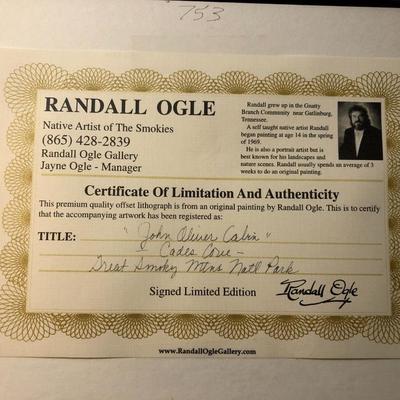 753
RANDALL OGLE
Native Artist of The Smokies
(865) 428-2839
Randall Ogle Gallery
Jayne Ogle - Manager
Randall grew up in the Gnatty
Branch Community near Gatlinburg,
Tennessee.
A self taught native artist Randall
began painting at age 14 in the spring
of 1969.
He is also a portrait artist but is
best known for his landscapes and
nature scenes. Randall usually spends an average of 3
weeks to do an original painting.
Certificate Of Limitation And Authenticity
This premium quality offset lithograph is from an original painting by Randall Ogle. This is to certify
that the accompanying artwork has been registered as:
TITLE: "John Oliver Cabin"
Cades Cove -
Great Smoky Mtns Natl Park
Signed Limited Edition
Randall Ogle
www.RandallOgleGallery.com